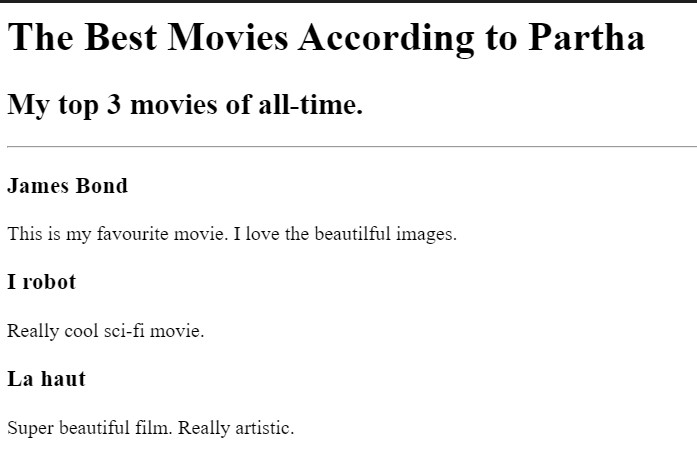 The Best Movies According to Partha
My top 3 movies of all-time.
James Bond
This is my favourite movie. I love the beautilful images.
I robot
Really cool sci-fi movie.
La haut
Super beautiful film. Really artistic.